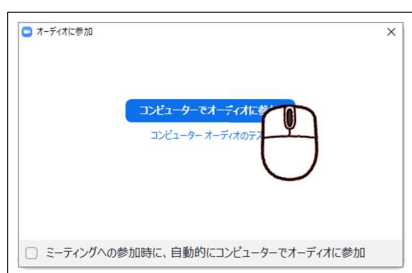 オーディオに参加
コンピューターでオーディオに参
コンピューター オーディオのテス
ミーティングへの参加時に、自動的にコンピューターでオーディオに参加